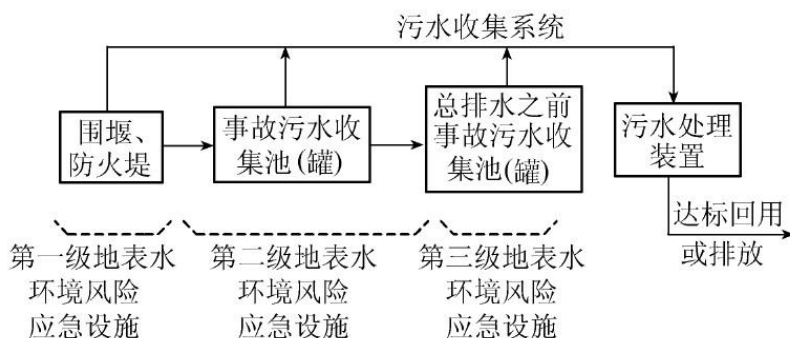 污水收集系统
围堰、
防火堤
事故污水收
集池(罐)
总排水之前
事故污水收
集池(罐)
污水处理
装置
达标回用
或排放
第一级地表水
环境风险
应急设施
第二级地表水
环境风险
应急设施
第三级地表水
环境风险
应急设施